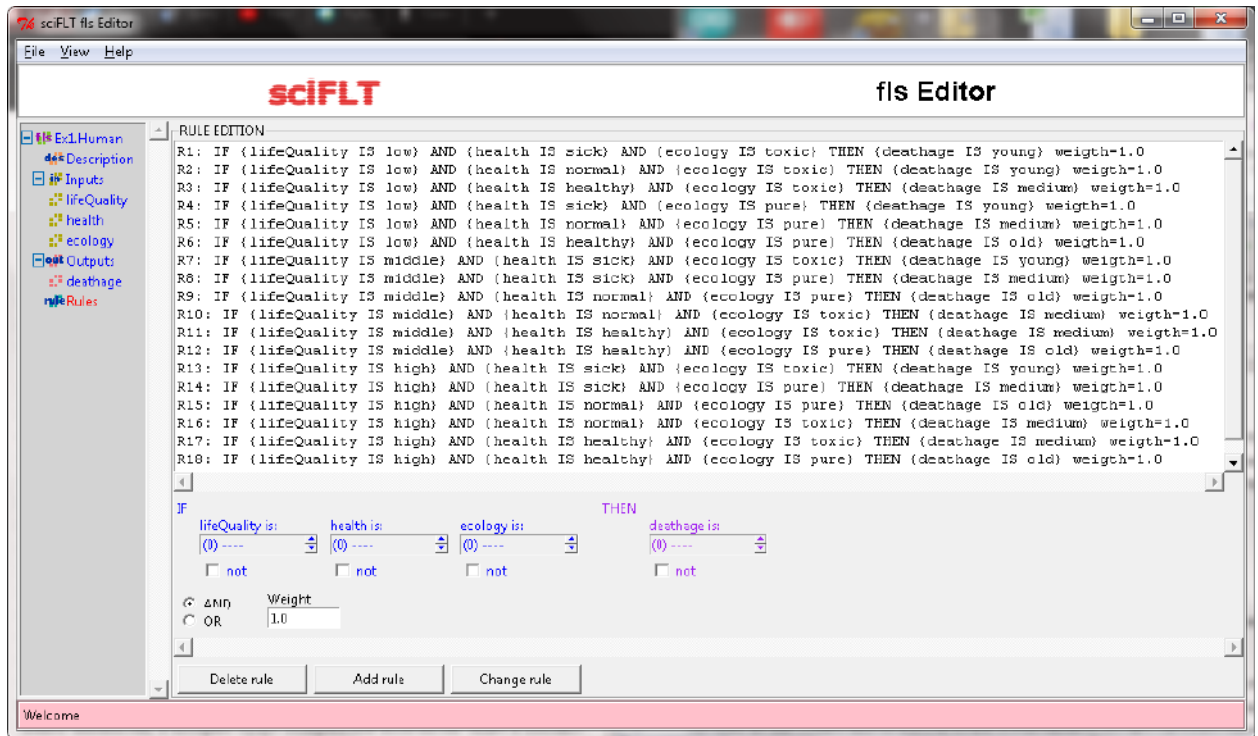 sciFLT fls Editor
File View Help
sciFLT fls Editor
Ex1.Human
Description
Inputs
lifeQuality
health
ecology
Outputs
deathage
Rules
RULE EDITION
R1: IF {lifeQuality IS low} AND {health IS sick} AND {ecology IS toxic} THEN {deathage IS young} weigth=1.0
R2: IF {lifeQuality IS low} AND {health IS normal} AND {ecology IS toxic} THEN {deathage IS young} weigth=1.0
R3: IF {lifeQuality IS low} AND {health IS healthy} AND {ecology IS toxic} THEN {deathage IS medium} weigth=1.0
R4: IF {lifeQuality IS low} AND {health IS sick} AND {ecology IS pure} THEN {deathage IS young} weigth=1.0
R5: IF {lifeQuality IS low} AND {health IS normal} AND {ecology IS pure} THEN {deathage IS medium} weigth=1.0
R6: IF {lifeQuality IS low} AND {health IS healthy} AND {ecology IS pure} THEN {deathage IS old} weigth=1.0
R7: IF {lifeQuality IS middle} AND {health IS sick} AND {ecology IS toxic} THEN {deathage IS young} weigth=1.0
R8: IF {lifeQuality IS middle} AND {health IS sick} AND {ecology IS pure} THEN {deathage IS medium} weigth=1.0
R9: IF {lifeQuality IS middle} AND {health IS normal} AND {ecology IS pure} THEN {deathage IS old} weigth=1.0
R10: IF {lifeQuality IS middle} AND {health IS normal} AND {ecology IS toxic} THEN {deathage IS medium} weigth=1.0
R11: IF {lifeQuality IS middle} AND {health IS healthy} AND {ecology IS toxic} THEN {deathage IS medium} weigth=1.0
R12: IF {lifeQuality IS middle} AND {health IS healthy} AND {ecology IS pure} THEN {deathage IS old} weigth=1.0
R13: IF {lifeQuality IS high} AND {health IS sick} AND {ecology IS toxic} THEN {deathage IS young} weigth=1.0
R14: IF {lifeQuality IS high} AND {health IS sick} AND {ecology IS pure} THEN {deathage IS medium} weigth=1.0
R15: IF {lifeQuality IS high} AND {health IS normal} AND {ecology IS pure} THEN {deathage IS old} weigth=1.0
R16: IF {lifeQuality IS high} AND {health IS normal} AND {ecology IS toxic} THEN {deathage IS medium} weigth=1.0
R17: IF {lifeQuality IS high} AND {health IS healthy} AND {ecology IS toxic} THEN {deathage IS medium} weigth=1.0
R18: IF {lifeQuality IS high} AND {health IS healthy} AND {ecology IS pure} THEN {deathage IS old} weigth=1.0
IF THEN
lifeQuality is: health is: ecology is: deathage is:
(0) ---- (0) ---- (0) ---- (0) ----
not not not not
AND Weight
OR 1.0
Delete rule Add rule Change rule
Welcome